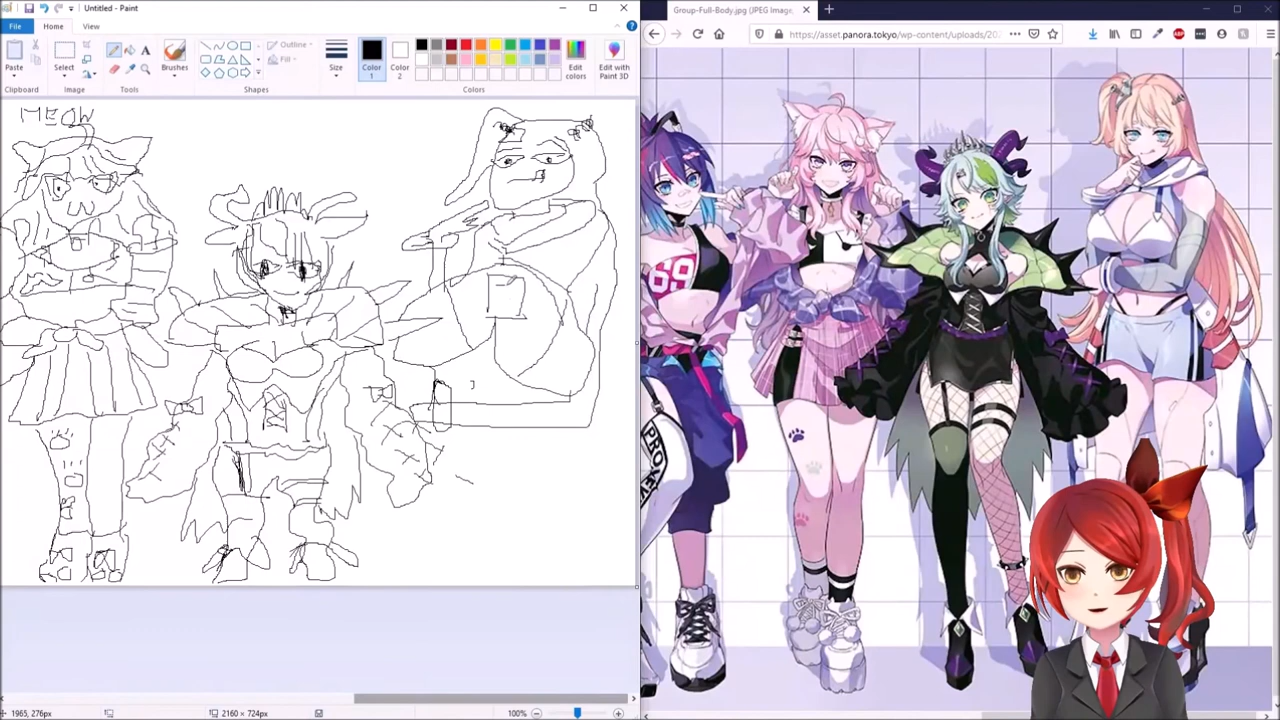 Untitled - Paint
File
Home
View
Paste
Select
Brushes
Outline
Fill
Size
Color 1
Color 2
Edit colors
Edit with Paint 3D
Clipboard
Image
Tools
Shapes
Colors
MEOW
1965, 276px
2160 × 724px
100%
Group-Full-Body.jpg (JPEG Image,
https://asset.panora.tokyo/wp-content/uploads/20
ABP
68